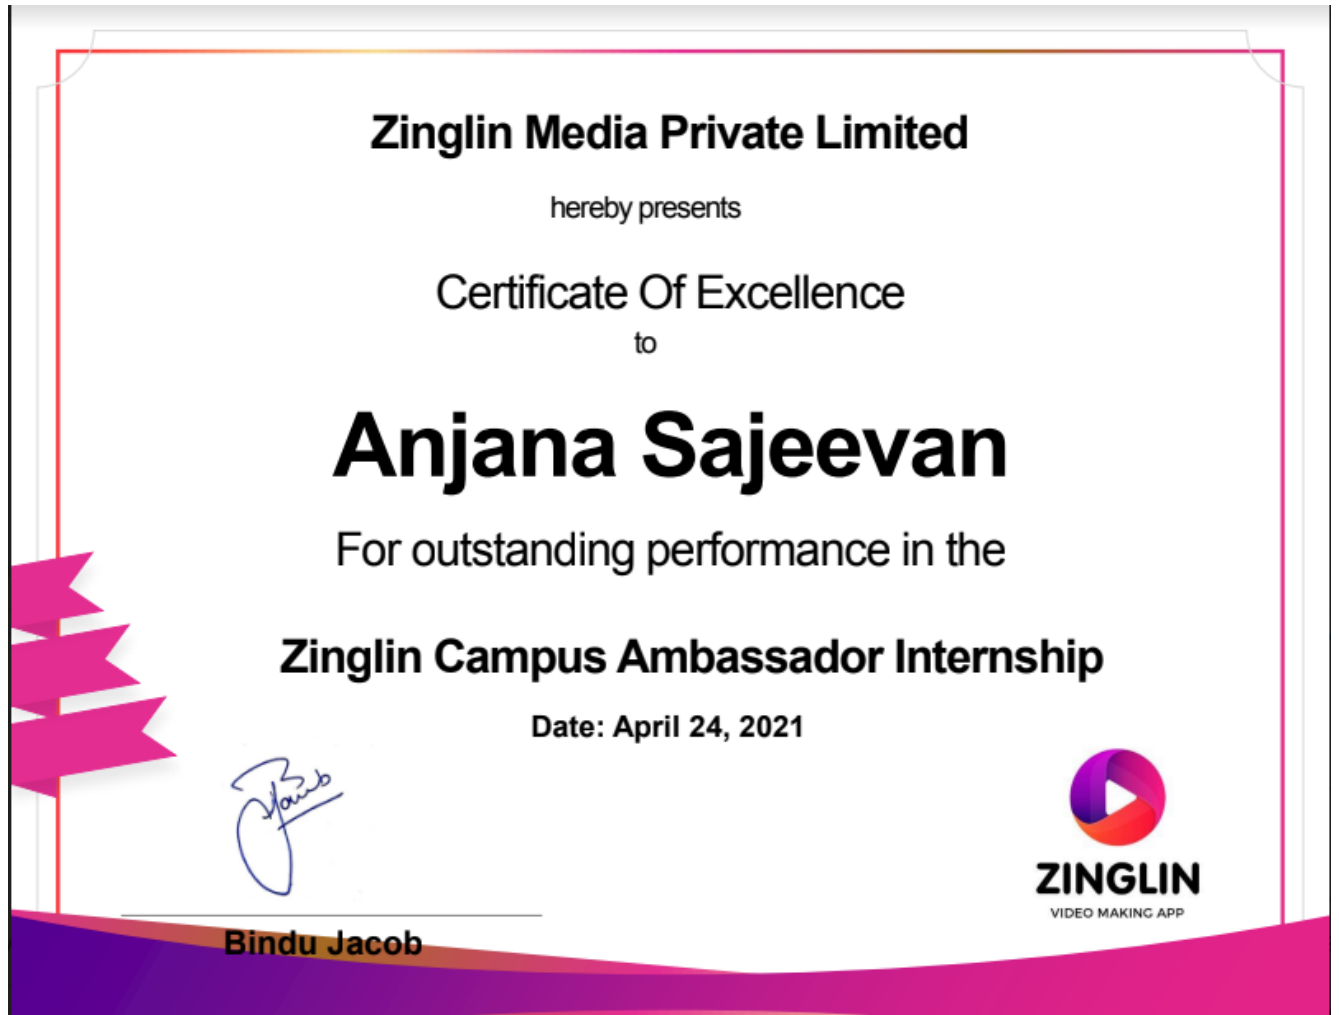 Zinglin Media Private Limited
hereby presents
Certificate Of Excellence
to
Anjana Sajeevan
For outstanding performance in the
Zinglin Campus Ambassador Internship
Date: April 24, 2021
Bindu Jacob
ZINGLIN
VIDEO MAKING APP